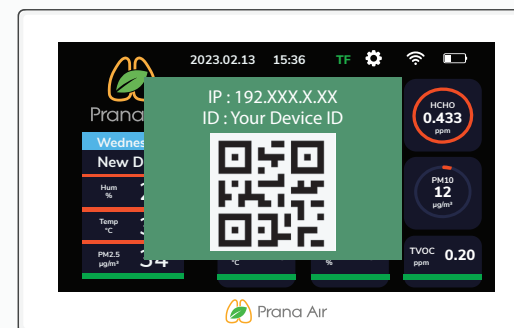 2023.02.13 15:36 TF
Prana
IP : 192.XXX.X.XX
ID : Your Device ID
Wednes
New D
Hum
%
Temp
°C
PM2.5
µg/m³
34
°C
%
HCHO
0.433
ppm
PM10
12
µg/m³
TVOC
ppm
0.20
Prana Air